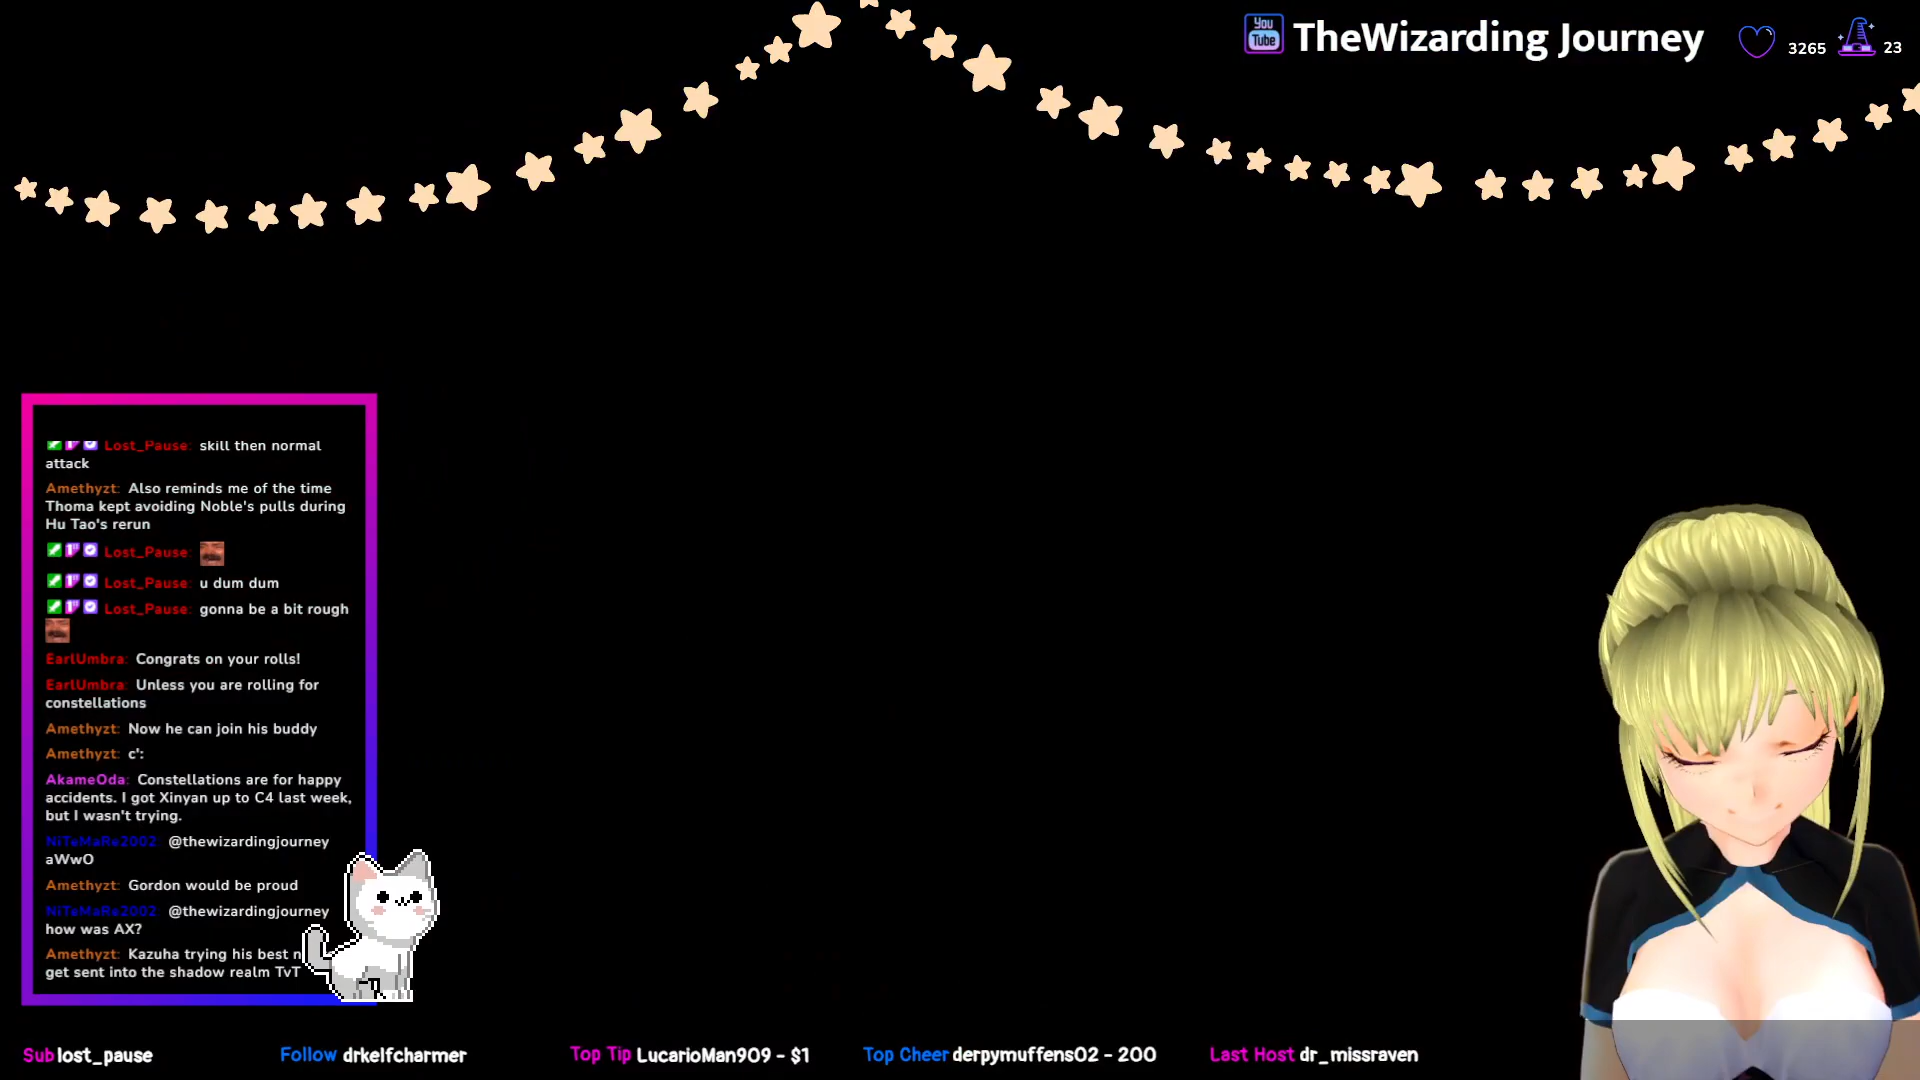 You
Tube
TheWizarding Journey
3265
23
Lost_Pause: skill then normal
attack
Amethyzt: Also reminds me of the time
Thoma kept avoiding Noble's pulls during
Hu Tao's rerun
Lost_Pause:
Lost_Pause: u dum dum
Lost_Pause: gonna be a bit rough
EarlUmbra: Congrats on your rolls!
EarlUmbra: Unless you are rolling for
constellations
Amethyzt: Now he can join his buddy
Amethyzt: c':
AkameOda: Constellations are for happy
accidents. I got Xinyan up to C4 last week,
but I wasn't trying.
NiTeMaRe2002: @thewizardingjourney
aWwO
Amethyzt: Gordon would be proud
NiTeMaRe2002: @thewizardingjourney
how was AX?
Amethyzt: Kazuha trying his best
get sent into the shadow realm TvT
Sub lost_pause
Follow drkelfcharmer
Top Tip LucarioMan909 - $1
Top Cheer derpymuffens02 - 200
Last Host dr_missraven